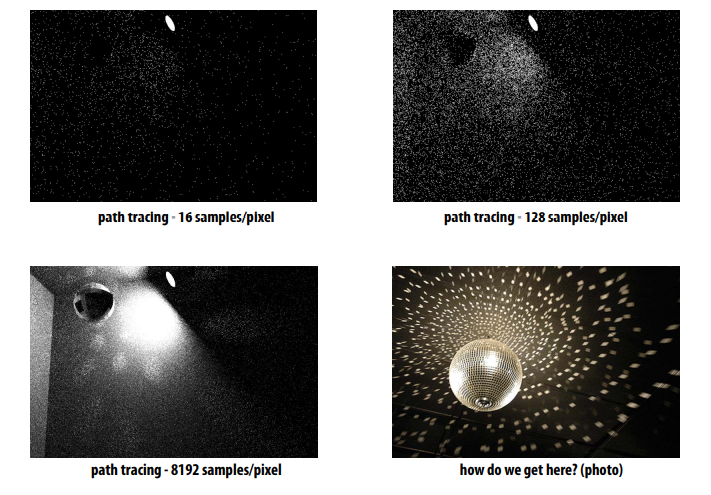 path tracing - 16 samples/pixel
path tracing - 128 samples/pixel
path tracing - 8192 samples/pixel
how do we get here? (photo)